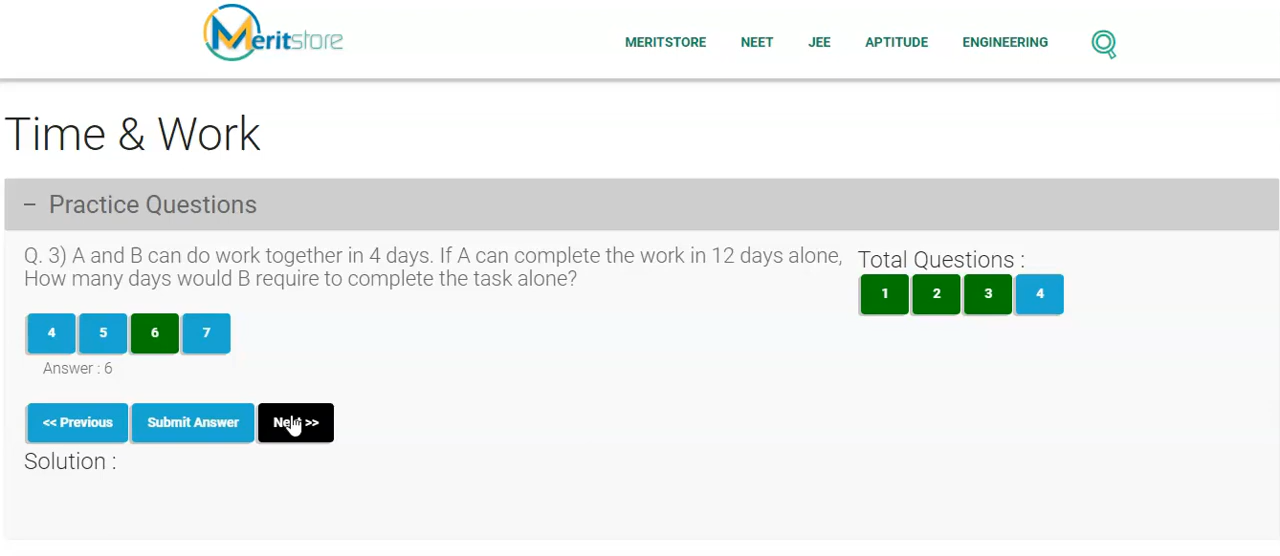 Meritstore
MERITSTORE NEET JEE APTITUDE ENGINEERING
Time & Work
– Practice Questions
Q. 3) A and B can do work together in 4 days. If A can complete the work in 12 days alone,
How many days would B require to complete the task alone?
Total Questions :
1 2 3 4
4 5 6 7
Answer : 6
<< Previous Submit Answer Next >>
Solution :